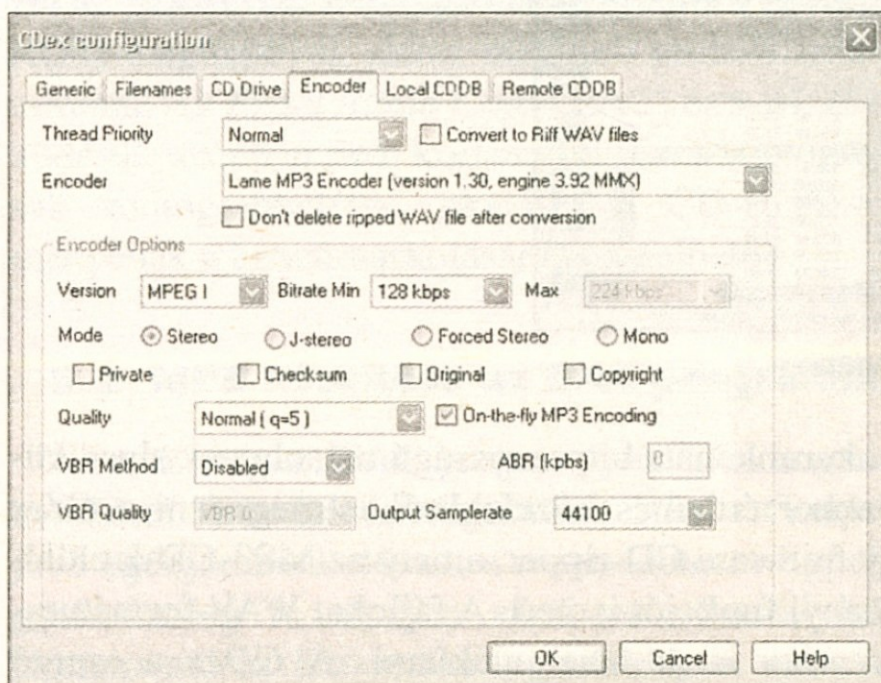 CDex configuration
Generic Filenames CD Drive Encoder Local CDDB Remote CDDB
Thread Priority Normal Convert to Riff WAV files
Encoder Lame MP3 Encoder (version 1.30, engine 3.92 MMX)
Don't delete ripped WAV file after conversion
Encoder Options
Version MPEG I Bitrate Min 128 kbps Max 224 kbps
Mode Stereo J-stereo Forced Stereo Mono
Private Checksum Original Copyright
Quality Normal ( q=5 ) On-the-fly MP3 Encoding
VBR Method Disabled ABR (kpbs) 0
VBR Quality VBR 0 Output Samplerate 44100
OK Cancel Help